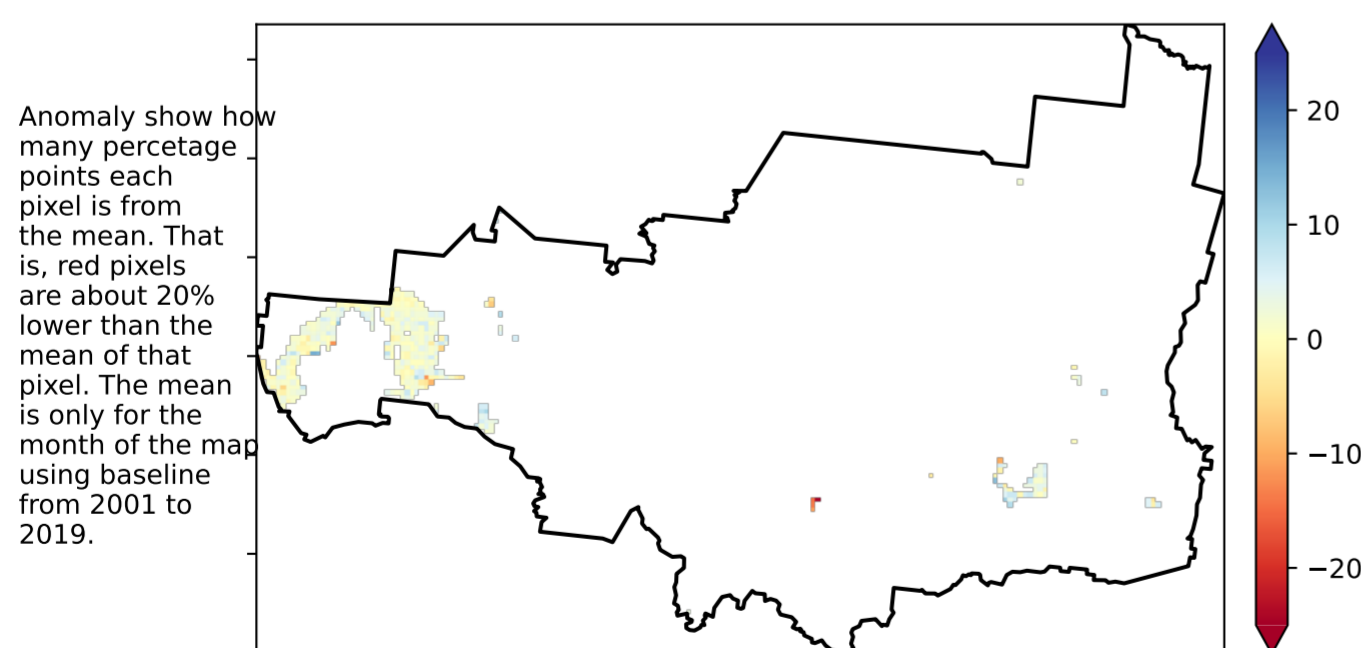 Anomaly show how
many percetage
points each
pixel is from
the mean. That
is, red pixels
are about 20%
lower than the
mean of that
pixel. The mean
is only for the
month of the map
using baseline
from 2001 to
2019.
20
10
0
−10
−20